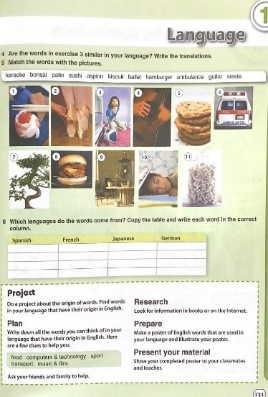 1
Language
4 Are the words in exercise 3 similar in your language? Write the translations.
5 Match the words with the pictures.
karaoke bonsai patio sushi aspirin biscuit ballet hamburger ambulance guitar siesta
1 2 3 4 5 6
AMBULANCE
7 8 9 10 11
6 Which languages do the words come from? Copy the table and write each word in the correct
column.
Spanish French Japanese German
Project
Do a project about the origin of words. Find words
in your language that have their origin in English.
Plan
Write down all the words you can think of in your
language that have their origin in English. Here
are a few clues to help you:
food computers & technology sport
transport music & film
Ask your friends and family to help.
Research
Look for information in books or on the Internet.
Prepare
Make a poster of English words that are used in
your language and illustrate your poster.
Present your material
Show your completed poster to your classmates
and teacher.